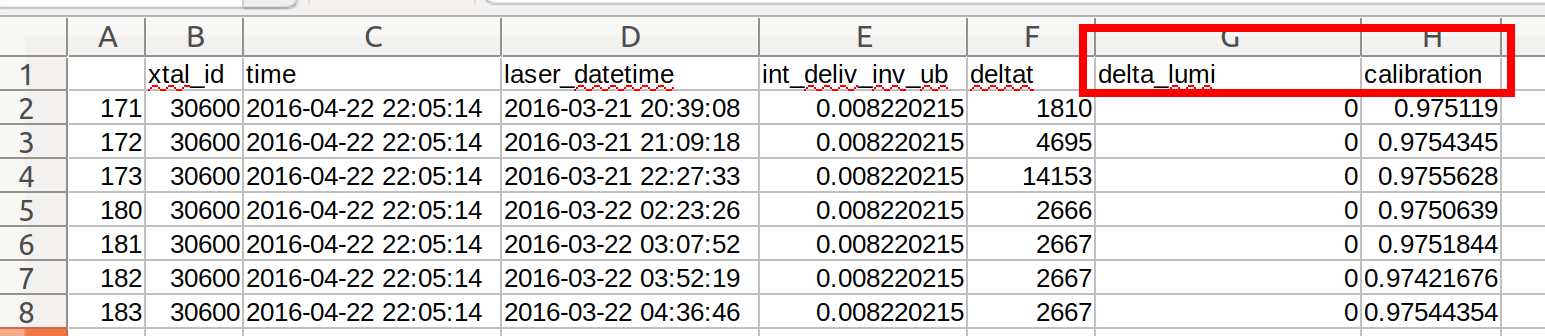 A B C D E F G H
1 xtal_id time laser_datetime int_deliv_inv_ub deltat delta_lumi calibration
2 171 30600 2016-04-22 22:05:14 2016-03-21 20:39:08 0.008220215 1810 0 0.975119
3 172 30600 2016-04-22 22:05:14 2016-03-21 21:09:18 0.008220215 4695 0 0.9754345
4 173 30600 2016-04-22 22:05:14 2016-03-21 22:27:33 0.008220215 14153 0 0.9755628
5 180 30600 2016-04-22 22:05:14 2016-03-22 02:23:26 0.008220215 2666 0 0.9750639
6 181 30600 2016-04-22 22:05:14 2016-03-22 03:07:52 0.008220215 2667 0 0.9751844
7 182 30600 2016-04-22 22:05:14 2016-03-22 03:52:19 0.008220215 2667 0 0.97421676
8 183 30600 2016-04-22 22:05:14 2016-03-22 04:36:46 0.008220215 2667 0 0.97544354